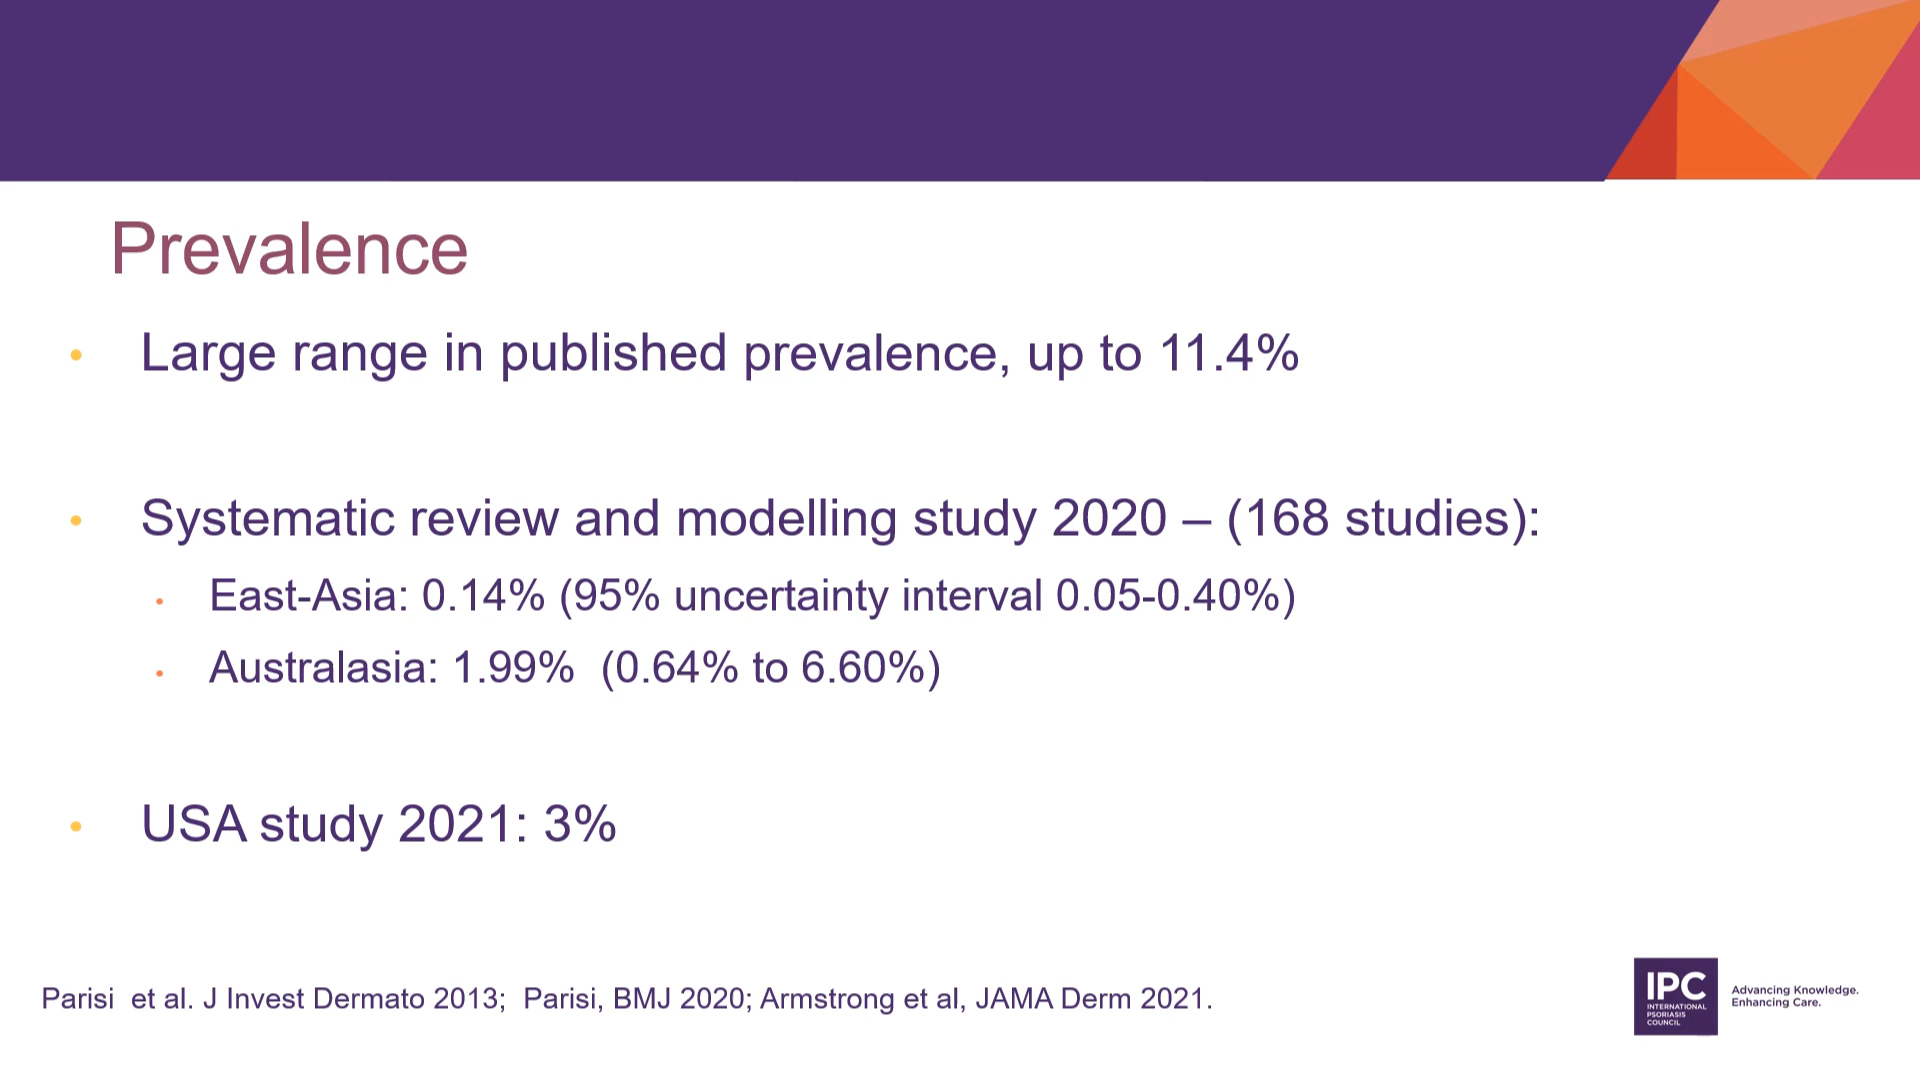 Prevalence
• Large range in published prevalence, up to 11.4%
• Systematic review and modelling study 2020 – (168 studies):
• East-Asia: 0.14% (95% uncertainty interval 0.05-0.40%)
• Australasia: 1.99%  (0.64% to 6.60%)
• USA study 2021: 3%
Parisi  et al. J Invest Dermato 2013;  Parisi, BMJ 2020; Armstrong et al, JAMA Derm 2021.
IPC
INTERNATIONAL
PSORIASIS
COUNCIL
Advancing Knowledge.
Enhancing Care.